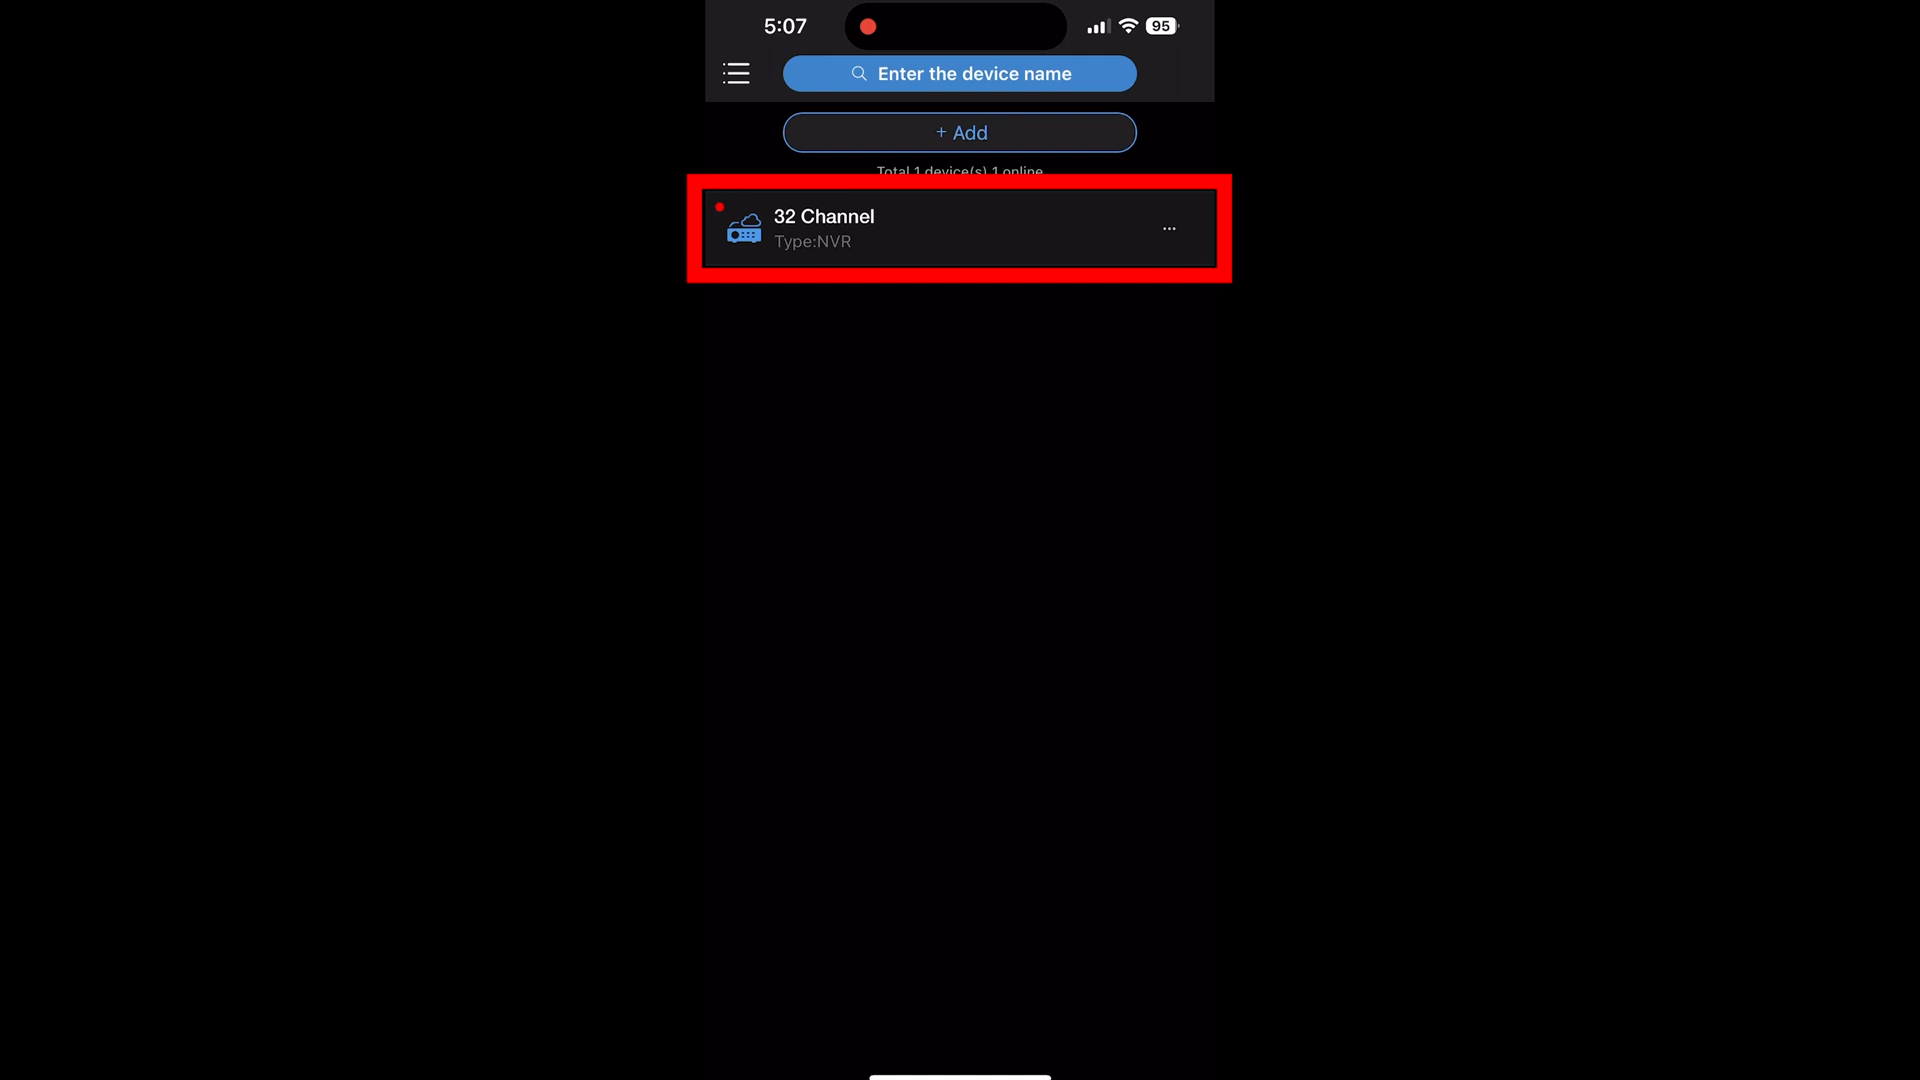 5:07
95
Enter the device name
+ Add
Total 1 device(s) 1 online
32 Channel
Type:NVR
...